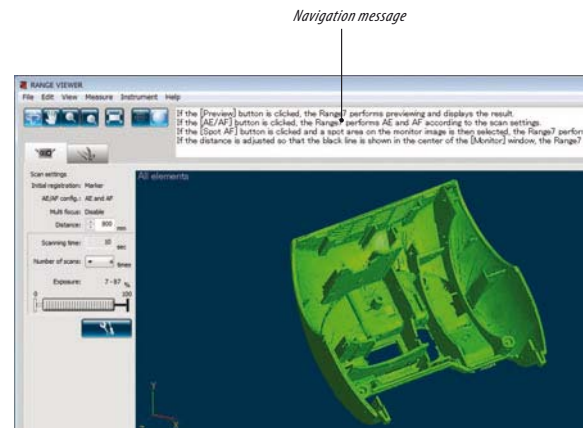 Navigation message
RANGE VIEWER
File Edit View Measure Instrument Help
If the [Preview] button is clicked, the Range7 performs previewing and displays the result.
If the [AE/AF] button is clicked, the Range7 performs AE and AF according to the scan settings.
If the [Spot AF] button is clicked and a spot area on the monitor image is then selected, the Range7 perfor
If the distance is adjusted so that the black line is shown in the center of the [Monitor] window, the Range7
All elements
Scan settings
Initial registration: Marker
AE/AF config.: AE and AF
Multi focus: Disable
Distance: 800 mm
Scanning time: 10 sec
Number of scans: times
Exposure: 7 - 87 %
0 100
Y
X